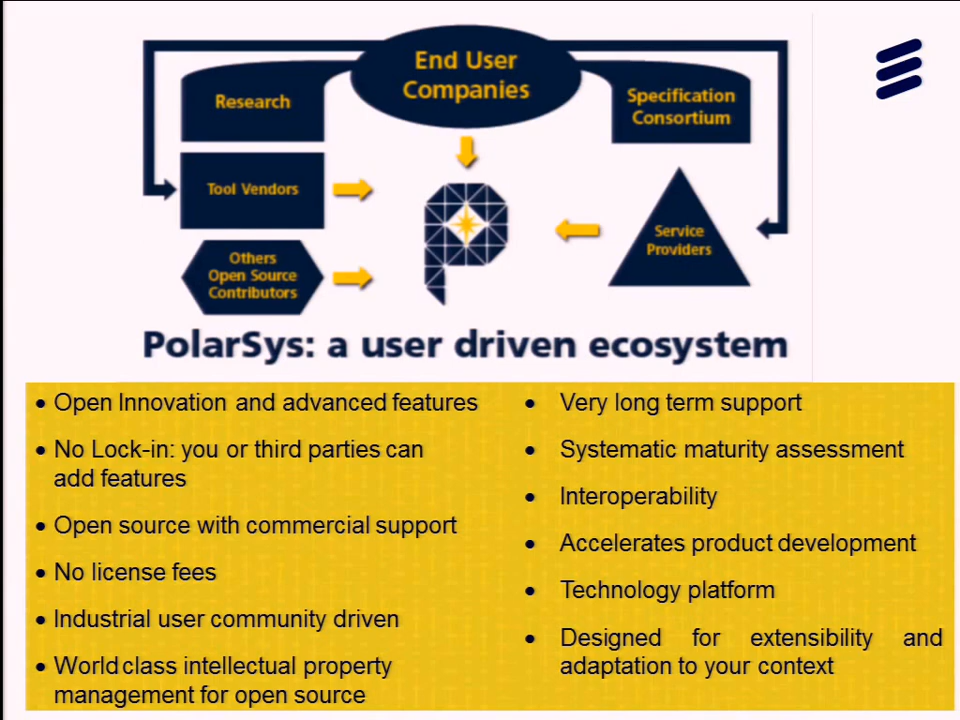 End User
Companies
Research
Specification
Consortium
Tool Vendors
Service
Providers
Others
Open Source
Contributors
PolarSys: a user driven ecosystem
• Open Innovation and advanced features
• No Lock-in: you or third parties can
add features
• Open source with commercial support
• No license fees
• Industrial user community driven
• World class intellectual property
management for open source
• Very long term support
• Systematic maturity assessment
• Interoperability
• Accelerates product development
• Technology platform
• Designed for extensibility and
adaptation to your context